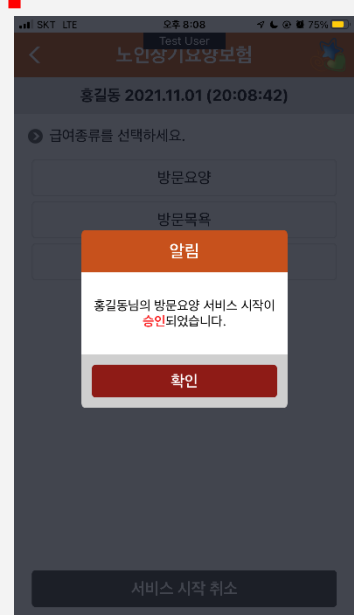 SKT LTE 오후 8:08 75%
Test User
노인장기요양보험
홍길동 2021.11.01 (20:08:42)
급여종류를 선택하세요.
방문요양
방문목욕
알림
홍길동님의 방문요양 서비스 시작이
승인되었습니다.
확인
서비스 시작 취소